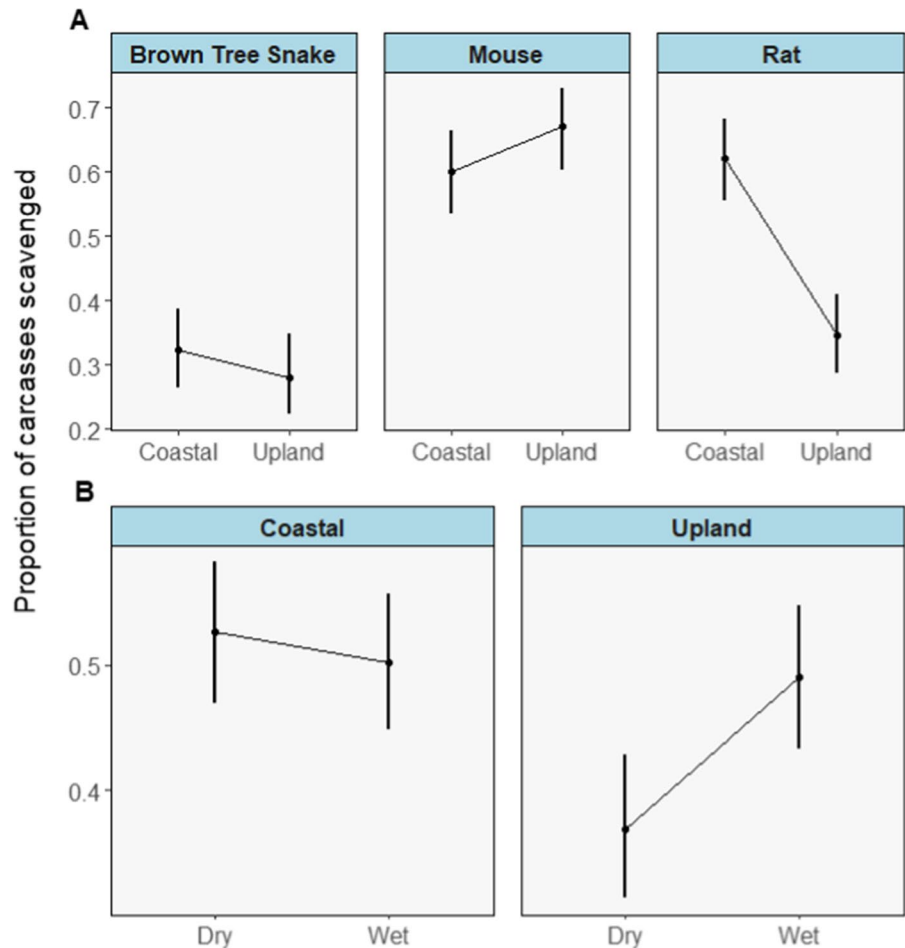 A
Brown Tree Snake
Mouse
Rat
Proportion of carcasses scavenged
0.7
0.6
0.5
0.4
0.3
0.2
Coastal Upland
Coastal Upland
Coastal Upland
B
Coastal
Upland
0.5
0.4
Dry Wet
Dry Wet